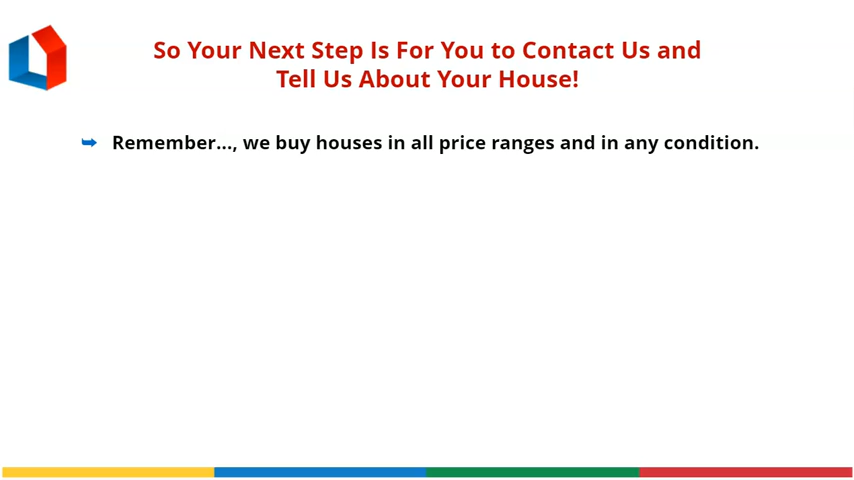 So Your Next Step Is For You to Contact Us and
Tell Us About Your House!
Remember..., we buy houses in all price ranges and in any condition.